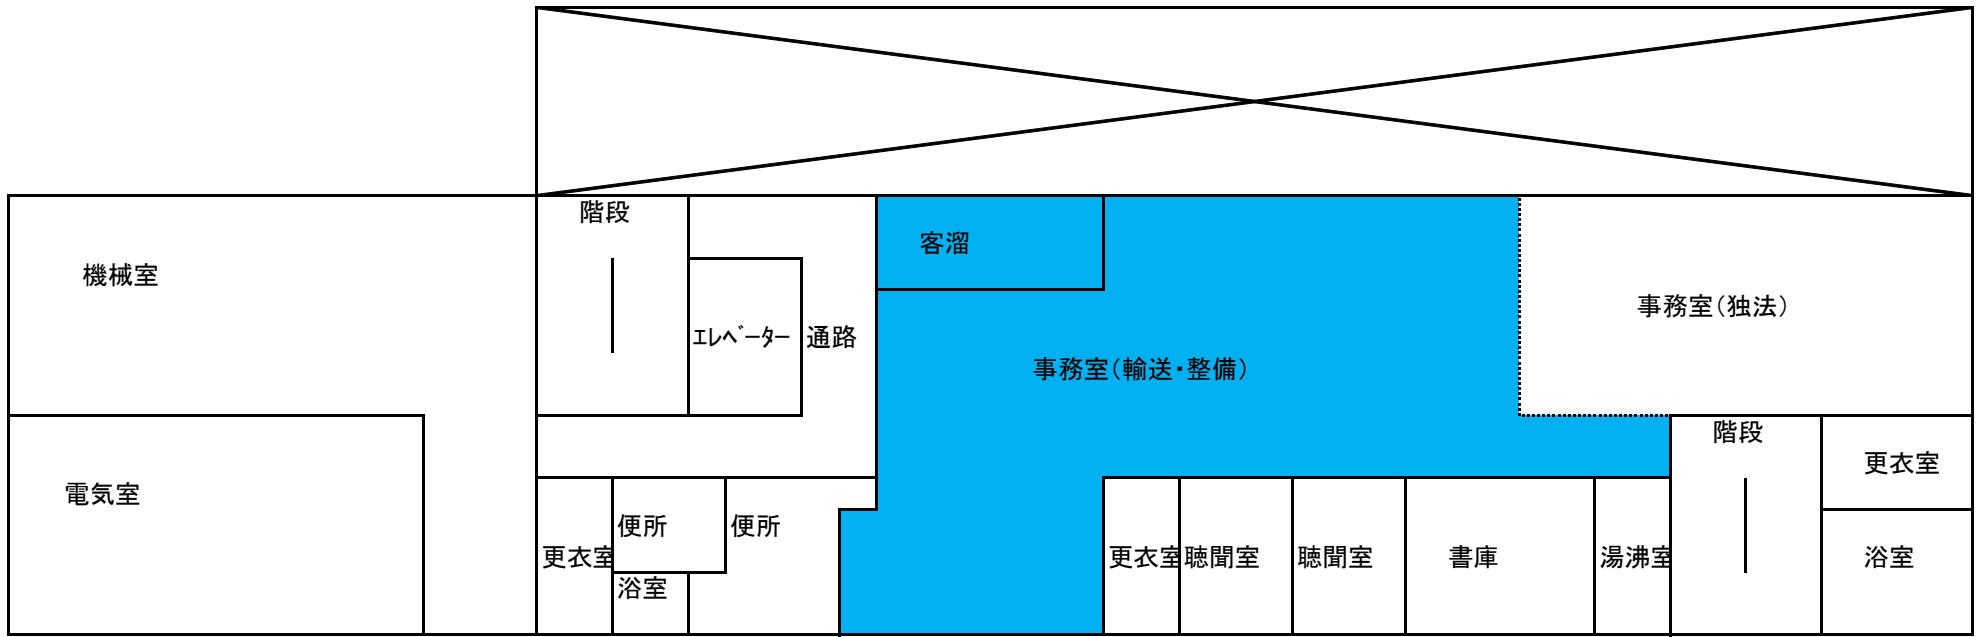 階段
客溜
機械室
事務室(独法)
エレベーター
通路
事務室(輸送・整備)
階段
更衣室
電気室
便所
便所
更衣室
浴室
更衣室
聴聞室
聴聞室
書庫
湯沸室
浴室